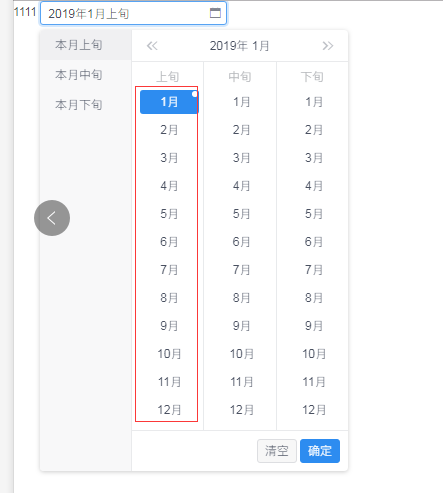 1111 2019年1月上旬
本月上旬
本月中旬
本月下旬
2019年 1月
上旬 中旬 下旬
1月 1月 1月
2月 2月 2月
3月 3月 3月
4月 4月 4月
5月 5月 5月
6月 6月 6月
7月 7月 7月
8月 8月 8月
9月 9月 9月
10月 10月 10月
11月 11月 11月
12月 12月 12月
清空 确定